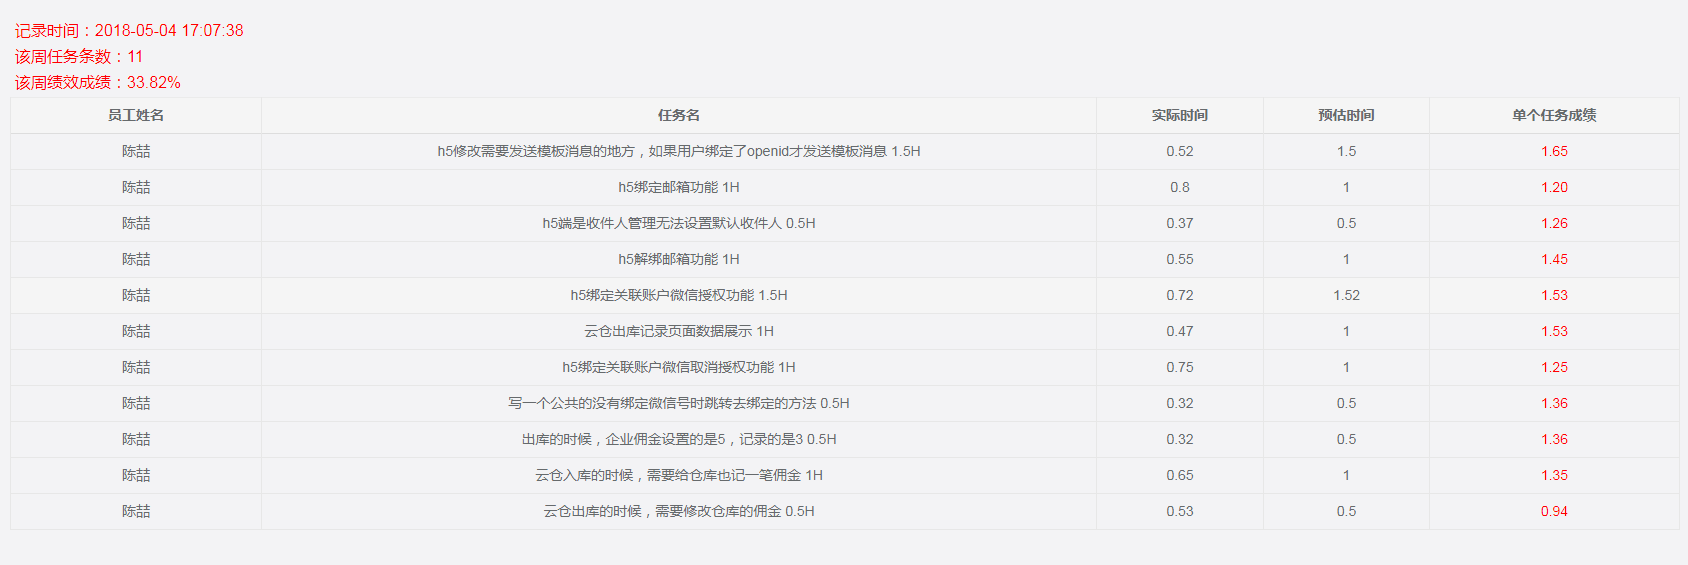 记录时间：2018-05-04 17:07:38
该周任务条数：11
该周绩效成绩：33.82%
员工姓名 任务名 实际时间 预估时间 单个任务成绩
陈喆 h5修改需要发送模板消息的地方，如果用户绑定了openid才发送模板消息 1.5H 0.52 1.5 1.65
陈喆 h5绑定邮箱功能 1H 0.8 1 1.20
陈喆 h5端是收件人管理无法设置默认收件人 0.5H 0.37 0.5 1.26
陈喆 h5解绑邮箱功能 1H 0.55 1 1.45
陈喆 h5绑定关联账户微信授权功能 1.5H 0.72 1.52 1.53
陈喆 云仓出库记录页面数据展示 1H 0.47 1 1.53
陈喆 h5绑定关联账户微信取消授权功能 1H 0.75 1 1.25
陈喆 写一个公共的没有绑定微信号时跳转去绑定的方法 0.5H 0.32 0.5 1.36
陈喆 出库的时候，企业佣金设置的是5，记录的是3 0.5H 0.32 0.5 1.36
陈喆 云仓入库的时候，需要给仓库也记一笔佣金 1H 0.65 1 1.35
陈喆 云仓出库的时候，需要修改仓库的佣金 0.5H 0.53 0.5 0.94